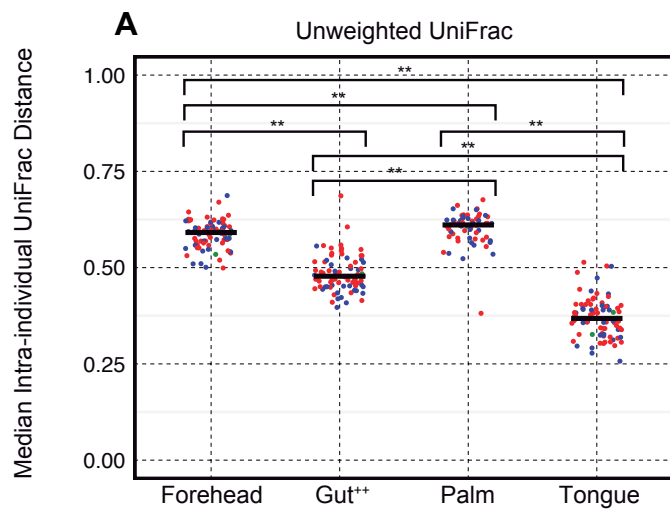 A
Unweighted UniFrac
Median Intra-individual UniFrac Distance
1.00
0.75
0.50
0.25
0.00
**
**
**
**
**
**
Forehead Gut⁺⁺ Palm Tongue